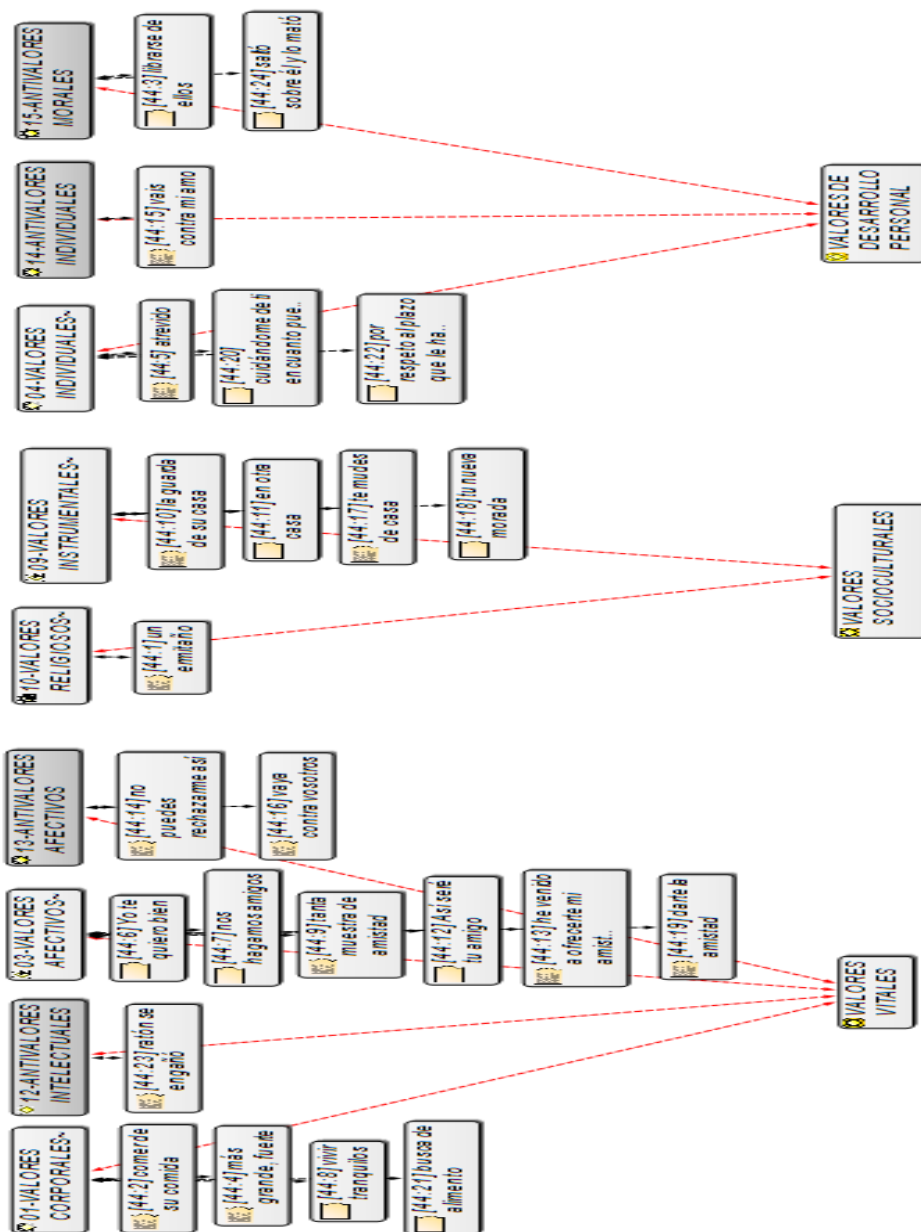 01-VALORES
CORPORALES~
[44:2] comer de
su comida
[44:4] más
grande, fuerte
[44:8] vivir
tranquilos
[44:21] busca de
alimento
12-ANTIVALORES
INTELECTUALES
[44:23] ratón se
engañó
03-VALORES
AFECTIVOS~
[44:6] Yo te
quiero bien
[44:7] nos
hagamos amigos
[44:9] tanta
muestra de
amistad
[44:12] Así seré
tu amigo
[44:13] he venido
a ofrecerte mi
amist..
[44:19] darte la
amistad
13-ANTIVALORES
AFECTIVOS
[44:14] no
puedes
rechazarme así
[44:16] vaya
contra vosotros
VALORES
VITALES
10-VALORES
RELIGIOSOS~
[44:1] un
ermitaño
09-VALORES
INSTRUMENTALES~
[44:10] la guarda
de su casa
[44:11] en otra
casa
[44:17] te mudes
de casa
[44:18] tu nueva
morada
VALORES
SOCIOCULTURALES
04-VALORES
INDIVIDUALES~
[44:5] atrevido
[44:20]
cuidándome de ti
en cuanto pue..
[44:22] por
respeto al plazo
que le ha..
14-ANTIVALORES
INDIVIDUALES
[44:15] vais
contra mi amo
15-ANTIVALORES
MORALES
[44:3] librarse de
ellos
[44:24] saltó
sobre él y lo mató
VALORES DE
DESARROLLO
PERSONAL